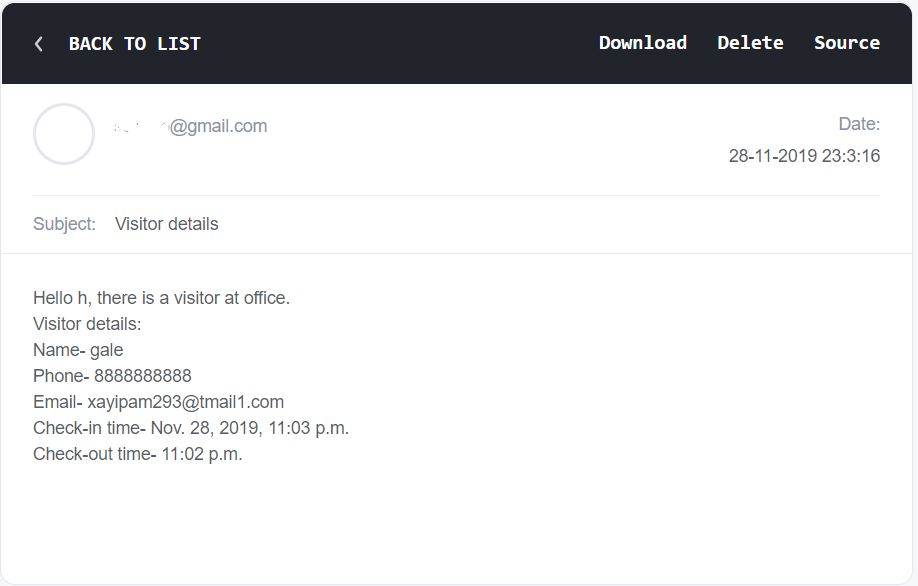 BACK TO LIST
Download Delete Source
@gmail.com
Date:
28-11-2019 23:3:16
Subject: Visitor details
Hello h, there is a visitor at office.
Visitor details:
Name- gale
Phone- 8888888888
Email- xayipam293@tmail1.com
Check-in time- Nov. 28, 2019, 11:03 p.m.
Check-out time- 11:02 p.m.